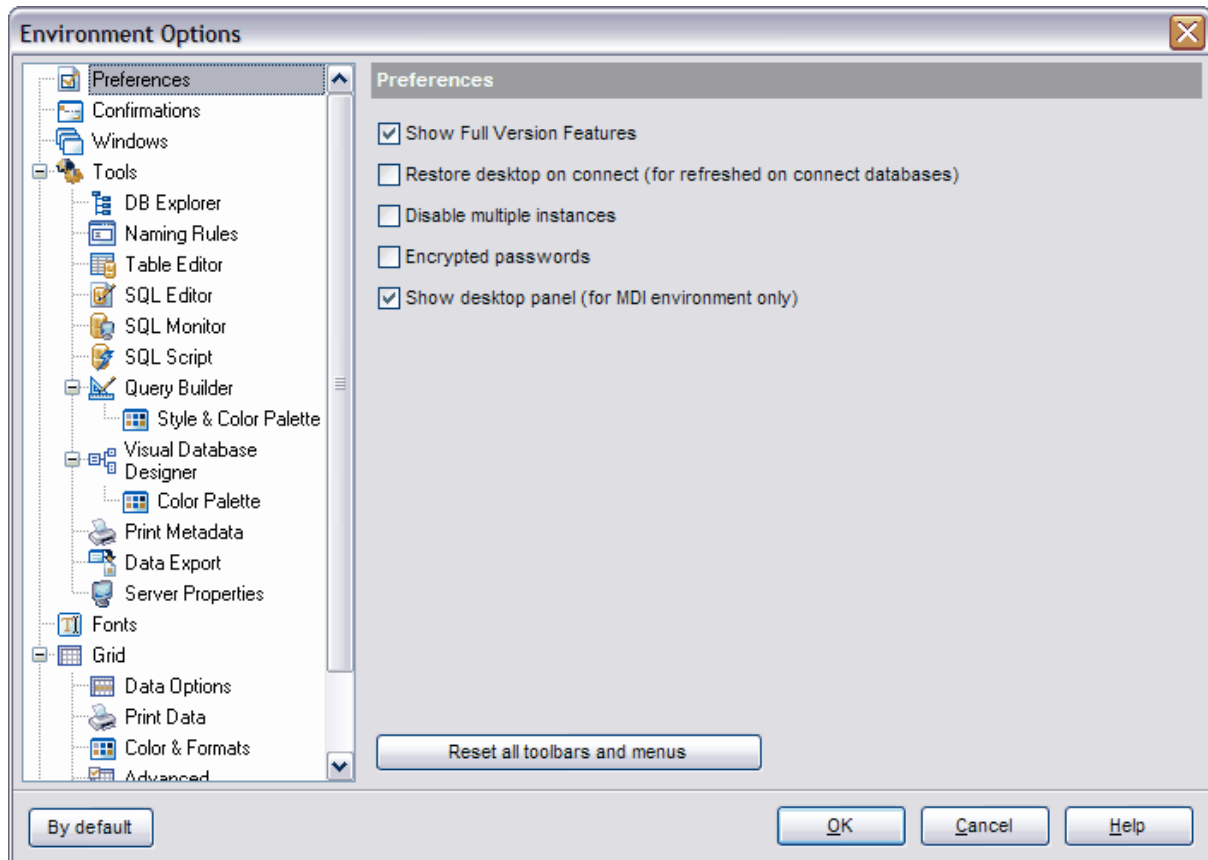 Environment Options
Preferences
Confirmations
Windows
Tools
DB Explorer
Naming Rules
Table Editor
SQL Editor
SQL Monitor
SQL Script
Query Builder
Style & Color Palette
Visual Database
Designer
Color Palette
Print Metadata
Data Export
Server Properties
Fonts
Grid
Data Options
Print Data
Color & Formats
Advanced
Preferences
Show Full Version Features
Restore desktop on connect (for refreshed on connect databases)
Disable multiple instances
Encrypted passwords
Show desktop panel (for MDI environment only)
Reset all toolbars and menus
By default
OK
Cancel
Help